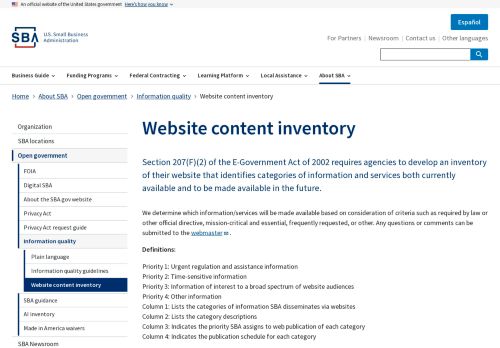 An official website of the United States government Here's how you know
Español
SBA U.S. Small Business
Administration
For Partners Newsroom Contact us Other languages
Business Guide Funding Programs Federal Contracting Learning Platform Local Assistance About SBA
Home › About SBA › Open government › Information quality › Website content inventory
Organization
SBA locations
Open government
FOIA
Digital SBA
About the SBA.gov website
Privacy Act
Privacy Act request guide
Information quality
Plain language
Information quality guidelines
Website content inventory
SBA guidance
AI inventory
Made in America waivers
SBA Newsroom
Website content inventory
Section 207(F)(2) of the E-Government Act of 2002 requires agencies to develop an inventory
of their website that identifies categories of information and services both currently
available and to be made available in the future.
We determine which information/services will be made available based on consideration of criteria such as required by law or
other official directive, mission-critical and essential, frequently requested, or other. Any questions or comments can be
submitted to the webmaster .
Definitions:
Priority 1: Urgent regulation and assistance information
Priority 2: Time-sensitive information
Priority 3: Information of interest to a broad spectrum of website audiences
Priority 4: Other information
Column 1: Lists the categories of information SBA disseminates via websites
Column 2: Lists the category descriptions
Column 3: Indicates the priority SBA assigns to web publication of each category
Column 4: Indicates the publication schedule for each category